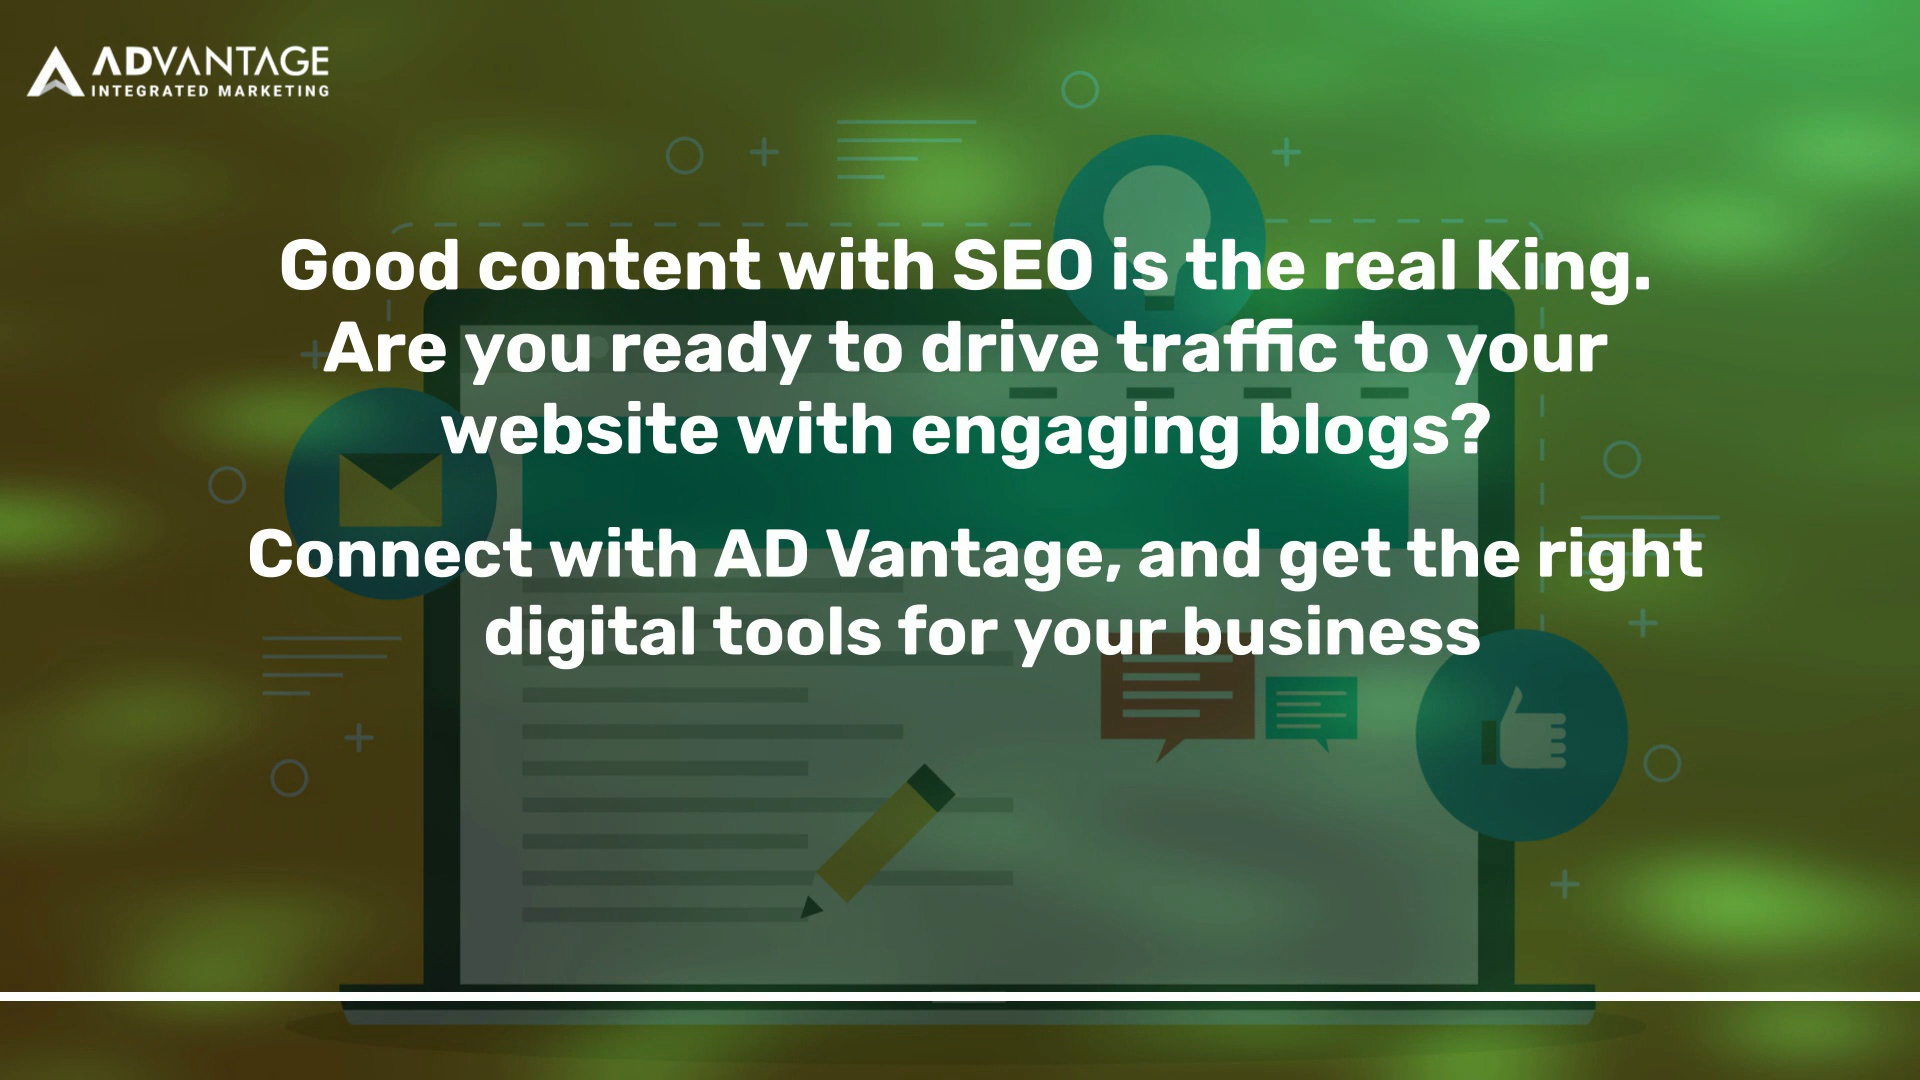 ADVANTAGE
INTEGRATED MARKETING
Good content with SEO is the real King.
Are you ready to drive traffic to your
website with engaging blogs?
Connect with AD Vantage, and get the right
digital tools for your business